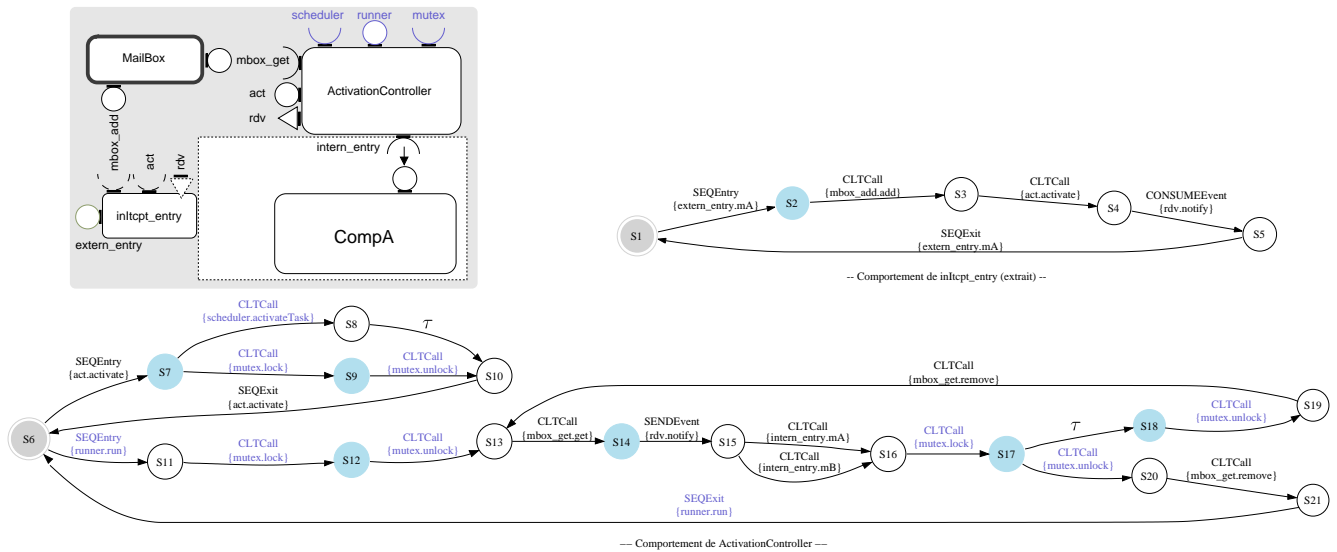 scheduler runner mutex
MailBox
mbox_get
ActivationController
act
rdv
mbox_add
act
rdv
intern_entry
inItcpt_entry
extern_entry
CompA
SEQEntry
{extern_entry.mA}
CLTCall
{mbox_add.add}
CLTCall
{act.activate}
CONSUMEEvent
{rdv.notify}
S1
S2
S3
S4
S5
SEQExit
{extern_entry.mA}
-- Comportement de inItcpt_entry (extrait) --
CLTCall
{scheduler.activateTask}
S8
τ
SEQEntry
{act.activate}
S7
CLTCall
{mutex.lock}
S9
CLTCall
{mutex.unlock}
S10
SEQExit
{act.activate}
S6
SEQEntry
{runner.run}
S11
CLTCall
{mutex.lock}
S12
CLTCall
{mutex.unlock}
S13
CLTCall
{mbox_get.get}
S14
SENDEvent
{rdv.notify}
S15
CLTCall
{intern_entry.mA}
CLTCall
{intern_entry.mB}
S16
CLTCall
{mutex.lock}
S17
τ
S18
CLTCall
{mutex.unlock}
S19
CLTCall
{mbox_get.remove}
CLTCall
{mutex.unlock}
S20
CLTCall
{mbox_get.remove}
S21
SEQExit
{runner.run}
-- Comportement de ActivationController --